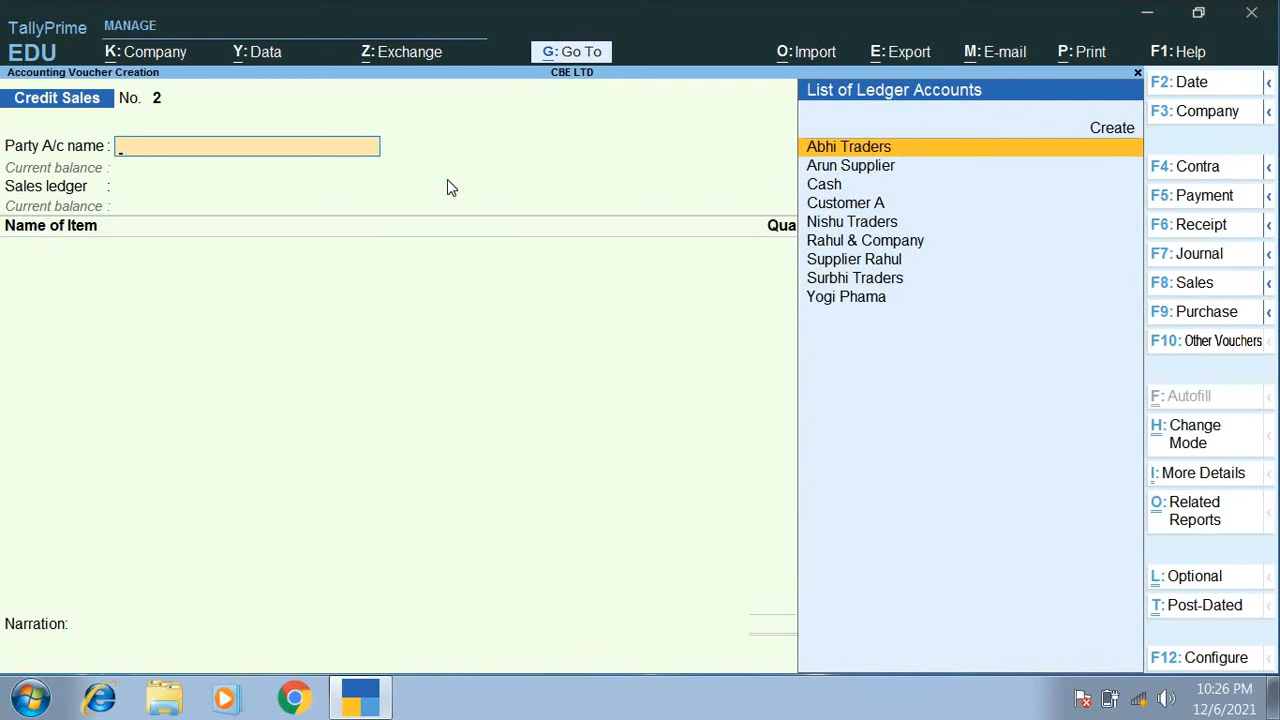 TallyPrime
EDU
MANAGE
K: Company
Y: Data
Z: Exchange
G: Go To
O: Import
E: Export
M: E-mail
P: Print
F1: Help
Accounting Voucher Creation
CBE LTD
×
Credit Sales No. 2
Party A/c name :
Current balance :
Sales ledger :
Current balance :
Name of Item
Qua
Narration:
List of Ledger Accounts
Create
Abhi Traders
Arun Supplier
Cash
Customer A
Nishu Traders
Rahul & Company
Supplier Rahul
Surbhi Traders
Yogi Phama
F2: Date
F3: Company
F4: Contra
F5: Payment
F6: Receipt
F7: Journal
F8: Sales
F9: Purchase
F10: Other Vouchers
F: Autofill
H: Change
Mode
I: More Details
O: Related
Reports
L: Optional
T: Post-Dated
F12: Configure
10:26 PM
12/6/2021